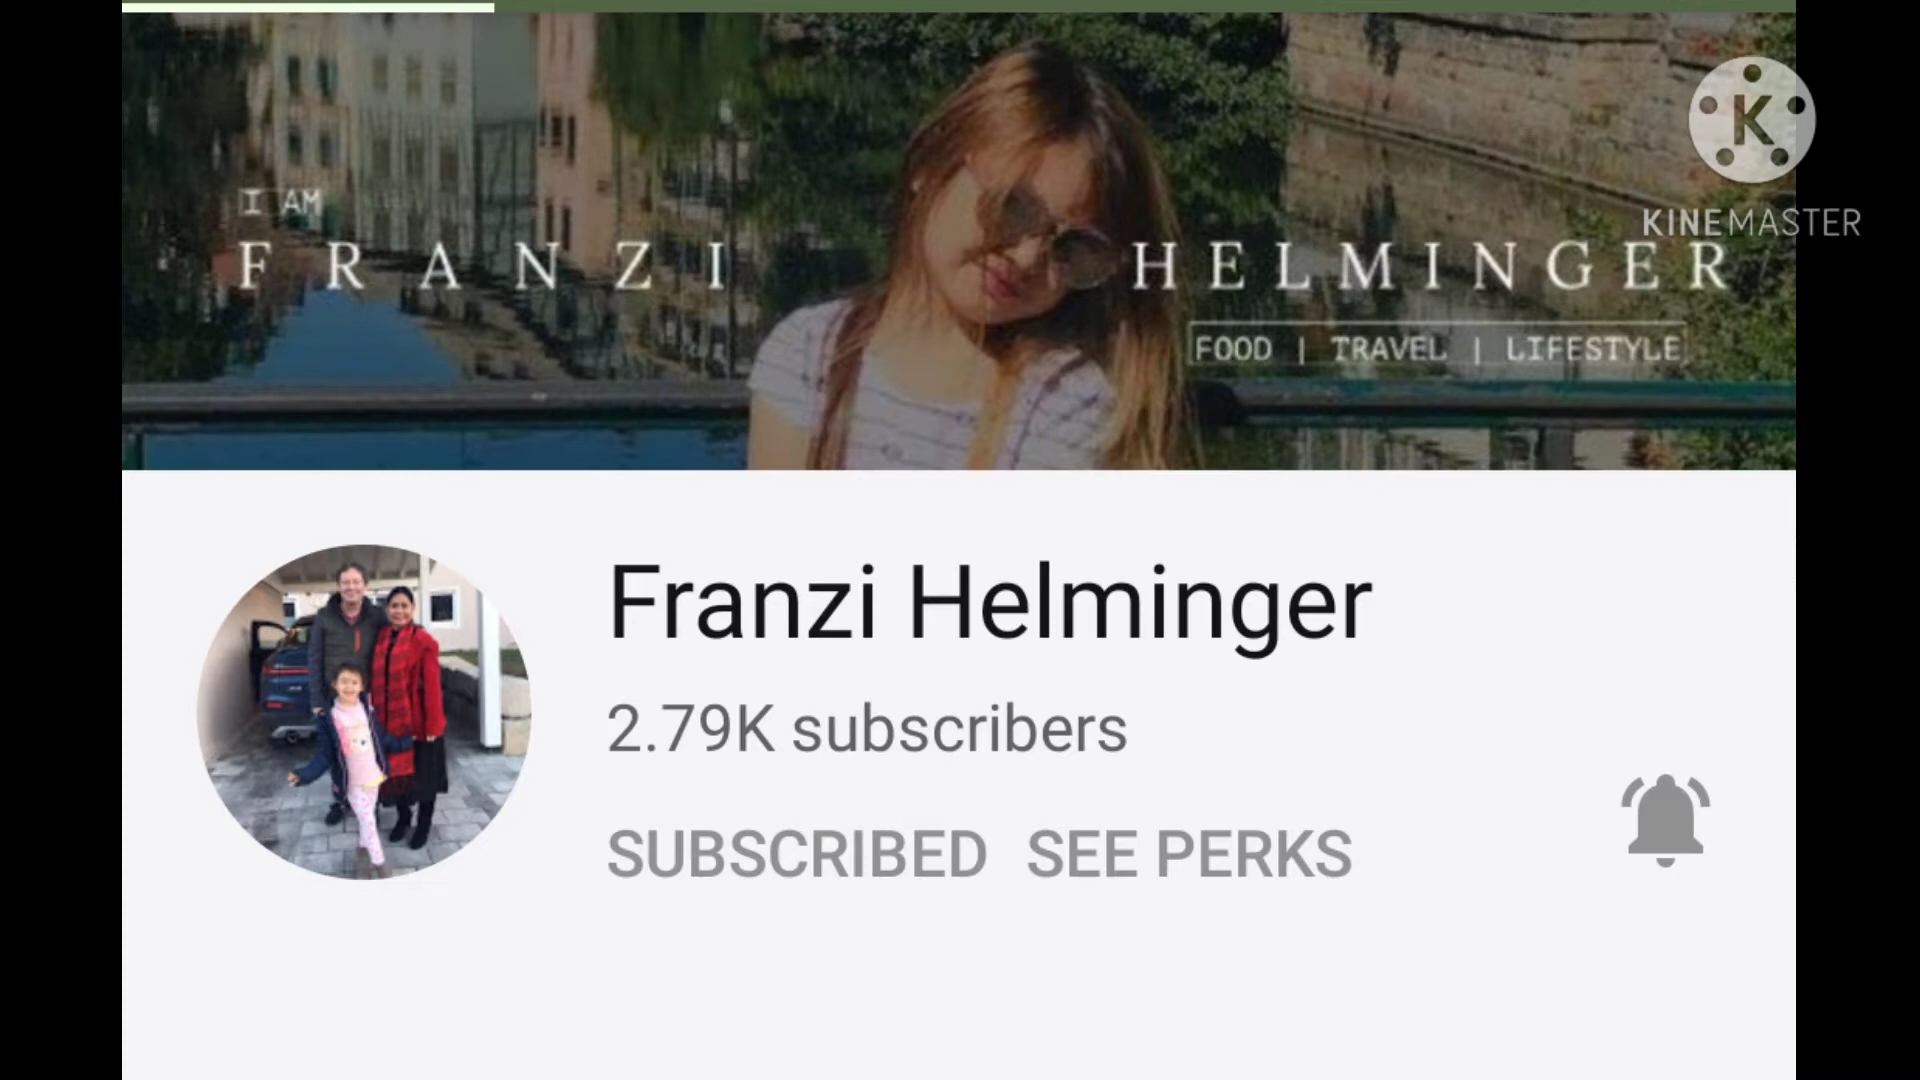 I AM
FRANZI HELMINGER
FOOD | TRAVEL | LIFESTYLE
K
KINEMASTER
Franzi Helminger
2.79K subscribers
SUBSCRIBED SEE PERKS